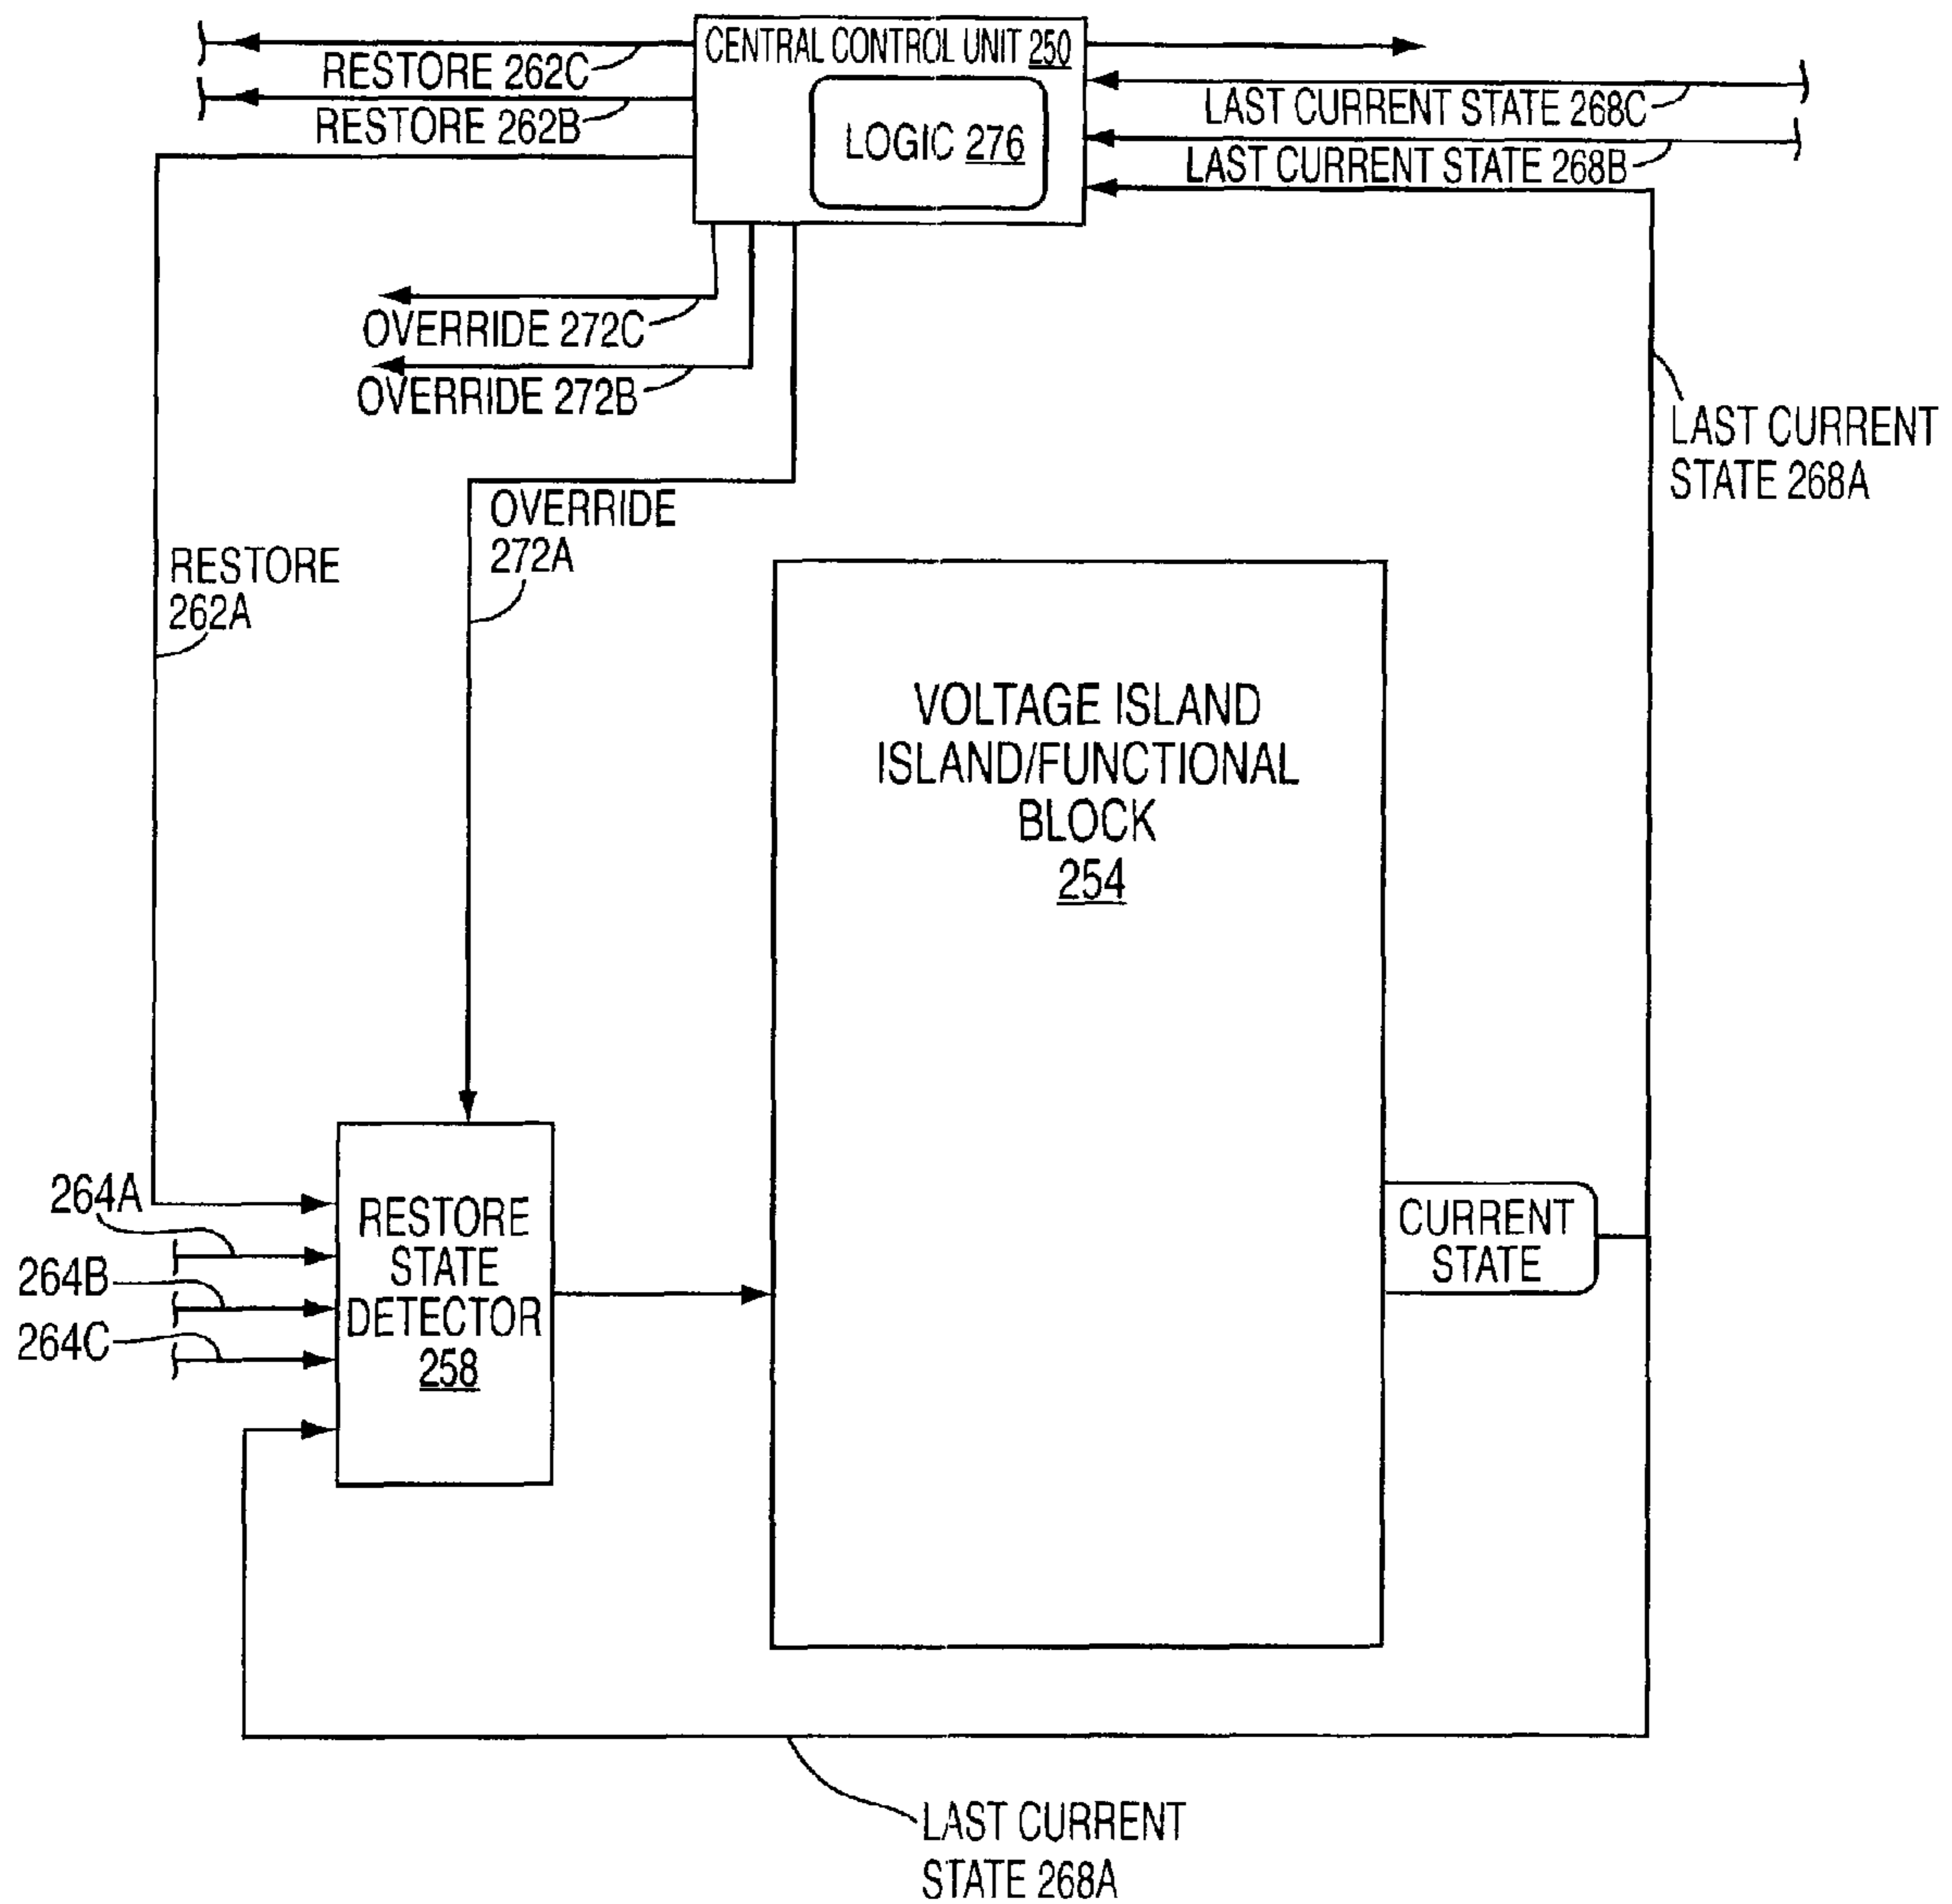 CENTRAL CONTROL UNIT 250
LOGIC 276
RESTORE 262C
RESTORE 262B
LAST CURRENT STATE 268C
LAST CURRENT STATE 268B
OVERRIDE 272C
OVERRIDE 272B
LAST CURRENT
STATE 268A
OVERRIDE
272A
RESTORE
262A
VOLTAGE ISLAND
ISLAND/FUNCTIONAL
BLOCK
254
264A
264B
264C
RESTORE
STATE
DETECTOR
258
CURRENT
STATE
LAST CURRENT
STATE 268A